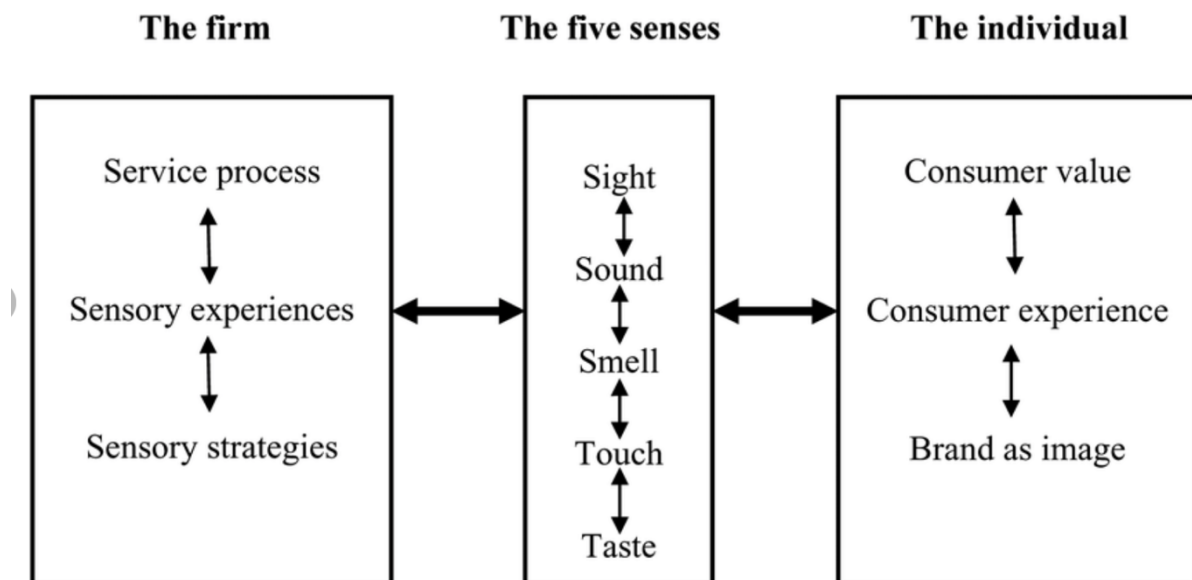 The firm
The five senses
The individual
Service process
Sensory experiences
Sensory strategies
Sight
Sound
Smell
Touch
Taste
Consumer value
Consumer experience
Brand as image